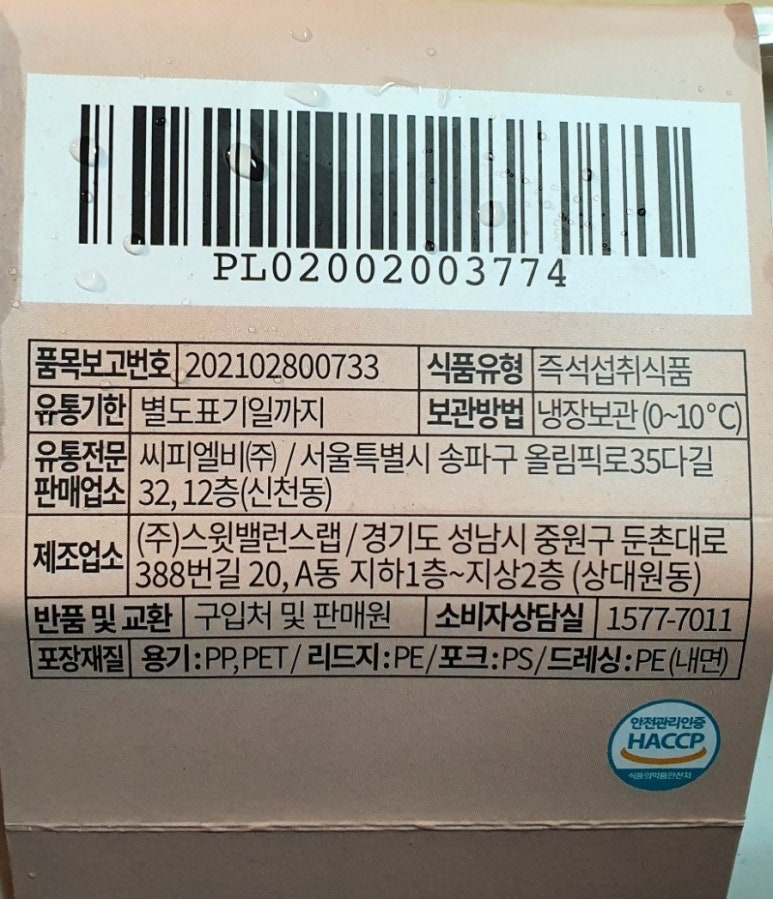 PL02002003774
품목보고번호 202102800733 식품유형 즉석섭취식품
유통기한 별도표기일까지 보관방법 냉장보관(0~10°C)
유통전문 씨피엘비(주) / 서울특별시 송파구 올림픽로35다길
판매업소 32, 12층(신천동)
제조업소 (주)스윗밸런스랩 / 경기도 성남시 중원구 둔촌대로
388번길 20, A동 지하1층~지상2층 (상대원동)
반품 및 교환 구입처 및 판매원 소비자상담실 1577-7011
포장재질 용기:PP,PET / 리드지:PE / 포크:PS / 드레싱:PE(내면)
안전관리인증
HACCP
식품의약품안전처